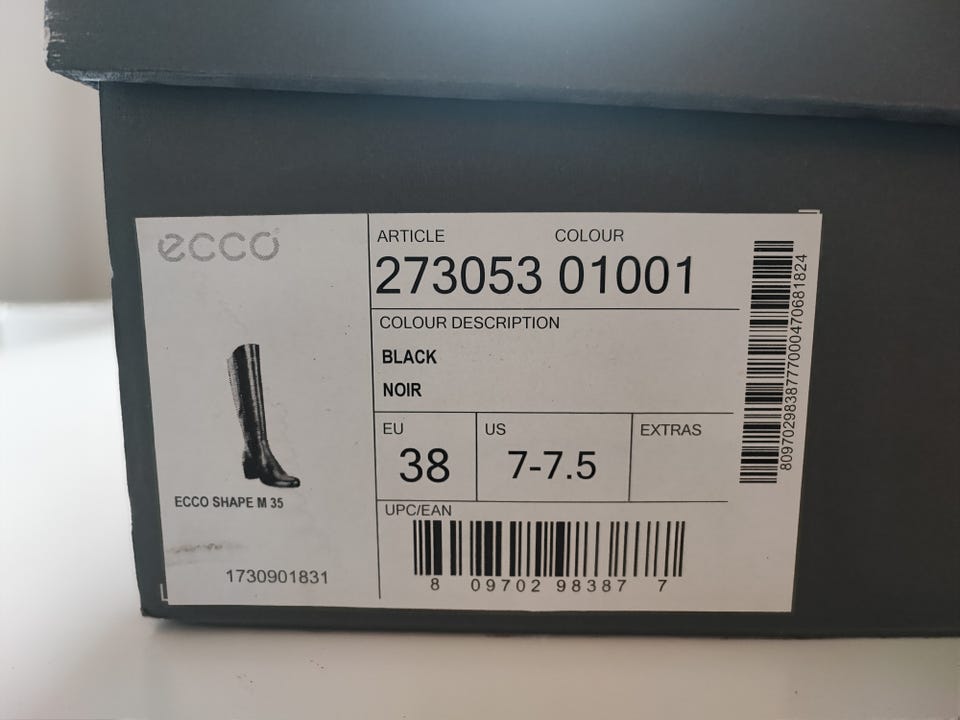 ecco
ARTICLE COLOUR
273053 01001
COLOUR DESCRIPTION
BLACK
NOIR
EU US EXTRAS
38 7-7.5
ECCO SHAPE M 35
UPC/EAN
8 09702 98387 7
1730901831
8097029838777000470681824